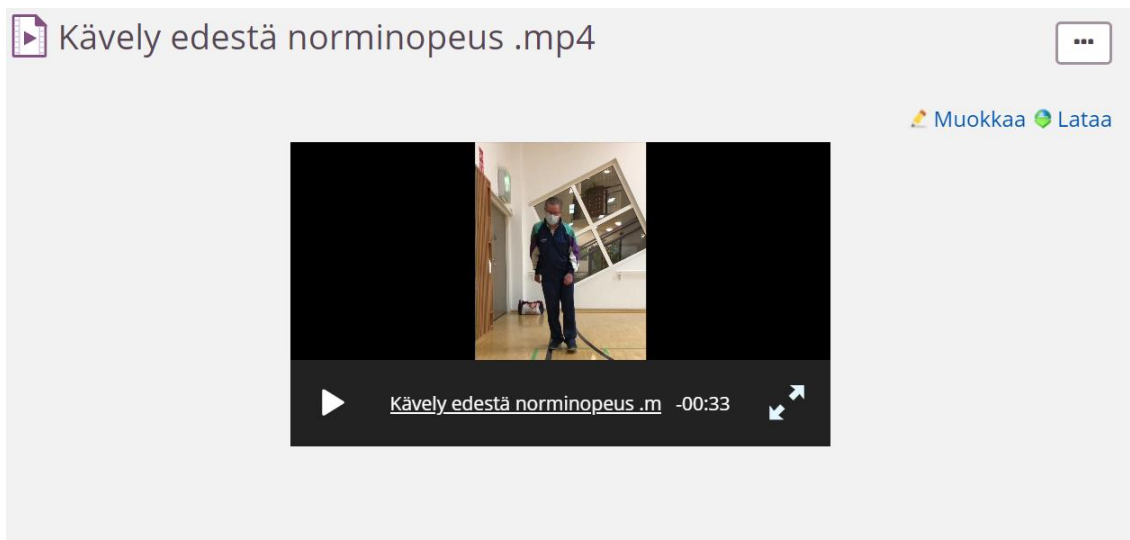 Kävely edestä norminopeus .mp4
Muokkaa Lataa
Kävely edestä norminopeus .m -00:33